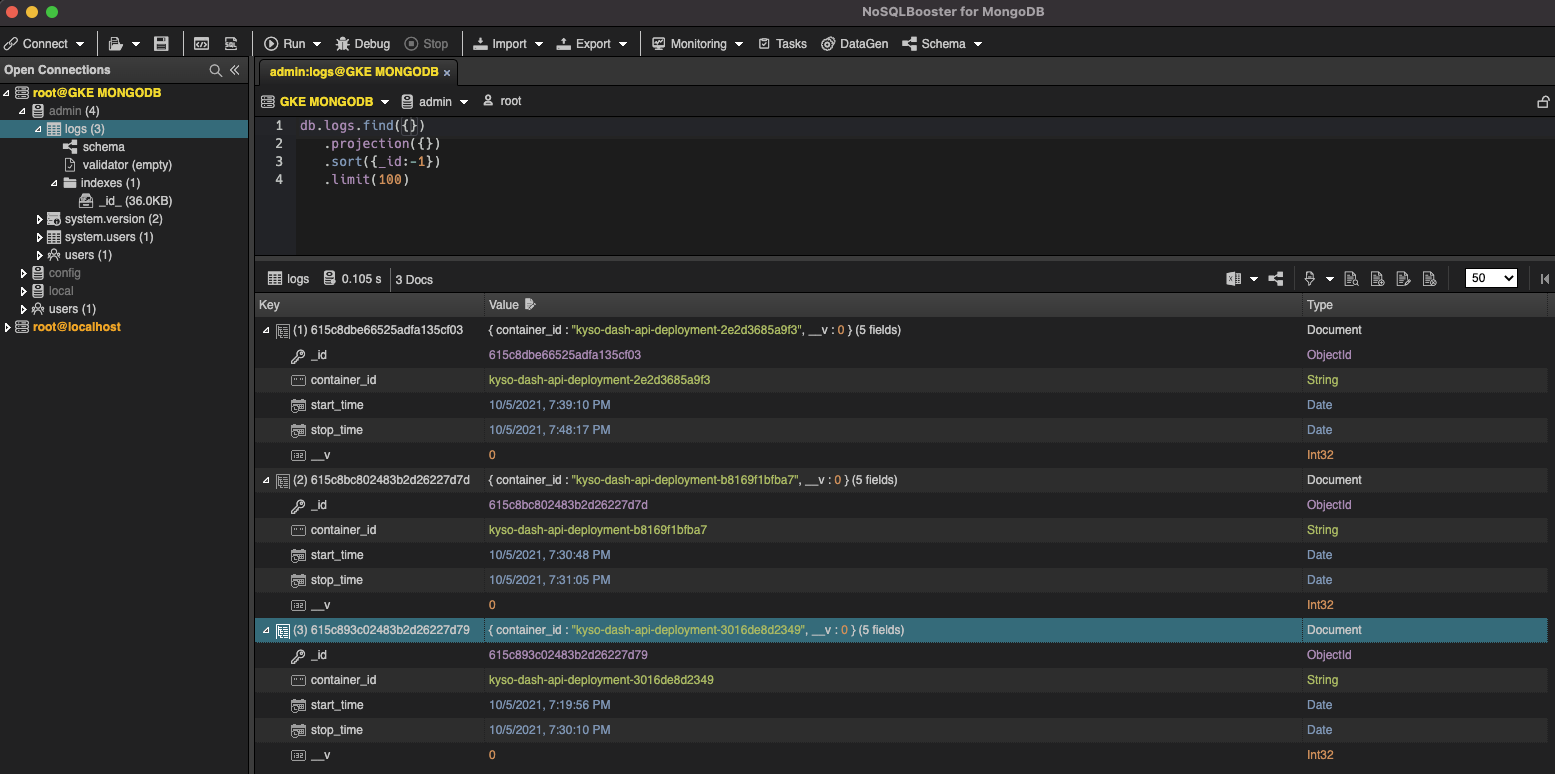 NoSQLBooster for MongoDB
Connect Run Debug Stop Import Export Monitoring Tasks DataGen Schema
Open Connections
root@GKE MONGODB
admin (4)
logs (3)
schema
validator (empty)
indexes (1)
_id_ (36.0KB)
system.version (2)
system.users (1)
users (1)
config
local
users (1)
root@localhost
admin:logs@GKE MONGODB ×
GKE MONGODB admin root
1 db.logs.find({})
2 .projection({})
3 .sort({_id:-1})
4 .limit(100)
logs 0.105 s 3 Docs 50
Key Value Type
(1) 615c8dbe66525adfa135cf03 { container_id : "kyso-dash-api-deployment-2e2d3685a9f3", __v : 0 } (5 fields) Document
_id 615c8dbe66525adfa135cf03 ObjectId
container_id kyso-dash-api-deployment-2e2d3685a9f3 String
start_time 10/5/2021, 7:39:10 PM Date
stop_time 10/5/2021, 7:48:17 PM Date
__v 0 Int32
(2) 615c8bc802483b2d26227d7d { container_id : "kyso-dash-api-deployment-b8169f1bfba7", __v : 0 } (5 fields) Document
_id 615c8bc802483b2d26227d7d ObjectId
container_id kyso-dash-api-deployment-b8169f1bfba7 String
start_time 10/5/2021, 7:30:48 PM Date
stop_time 10/5/2021, 7:31:05 PM Date
__v 0 Int32
(3) 615c893c02483b2d26227d79 { container_id : "kyso-dash-api-deployment-3016de8d2349", __v : 0 } (5 fields) Document
_id 615c893c02483b2d26227d79 ObjectId
container_id kyso-dash-api-deployment-3016de8d2349 String
start_time 10/5/2021, 7:19:56 PM Date
stop_time 10/5/2021, 7:30:10 PM Date
__v 0 Int32